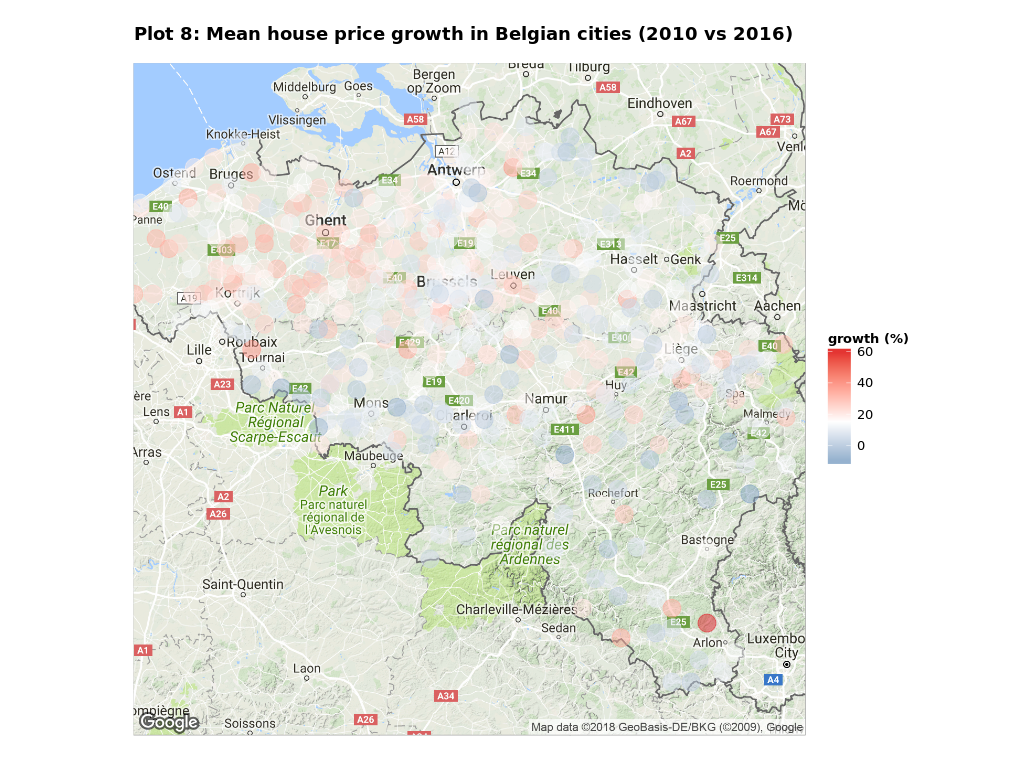 Plot 8: Mean house price growth in Belgian cities (2010 vs 2016)
Breda
Tilburg
Bergen
op Zoom
Middelburg
Goes
A58
Eindhoven
Vlissingen
A58
A67
A73
A67
Knokke-Heist
A12
A2
Ostend
Bruges
E34
Antwerp
E34
Roermond
E40
Panne
Ghent
E17
E403
E19
E313
E25
Hasselt
Genk
E40
Brussels
Leuven
E314
A19
Kortrijk
Maastricht
Aachen
E40
Roubaix
Lille
Tournai
E429
E40
Liège
E40
A23
E42
E19
E42
Huy
Spa
E420
Namur
Lens
A1
Parc Naturel
Régional
Scarpe-Escaut
Mons
Charleroi
E411
Malmedy
E42
Arras
Maubeuge
E25
A2
A26
Park
Parc naturel
régional de
l'Avesnois
Rochefort
Parc naturel
régional des
Ardennes
Bastogne
Saint-Quentin
Charleville-Mézières
Sedan
E25
Arlon
Luxembo
City
A1
Laon
A4
A34
ompiègne
Soissons
A26
Google
Map data ©2018 GeoBasis-DE/BKG (©2009), Google
growth (%)
60
40
20
0